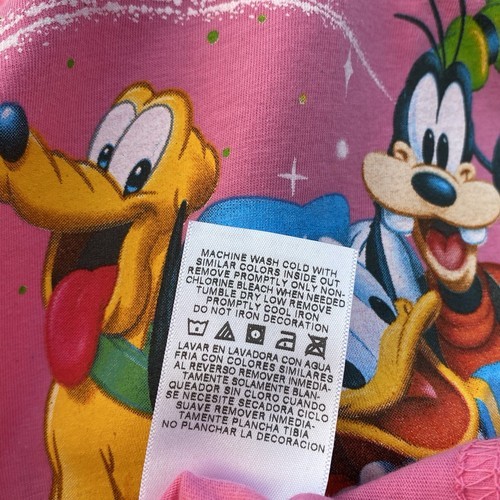 MACHINE WASH COLD WITH
SIMILAR COLORS INSIDE OUT
REMOVE PROMPTLY ONLY NON-
CHLORINE BLEACH WHEN NEEDED
TUMBLE DRY LOW REMOVE
PROMPTLY COOL IRON
DO NOT IRON DECORATION
LAVAR EN LAVADORA CON AGUA
FRIA CON COLORES SIMILARES
AL REVERSO REMOVER INMEDIA-
TAMENTE SOLAMENTE BLAN-
QUEADOR SIN CLORO CUANDO
SE NECESITE SECADORA CICLO
SUAVE REMOVER INMEDIA-
TAMENTE PLANCHA TIBIA
NO PLANCHAR LA DECORACION